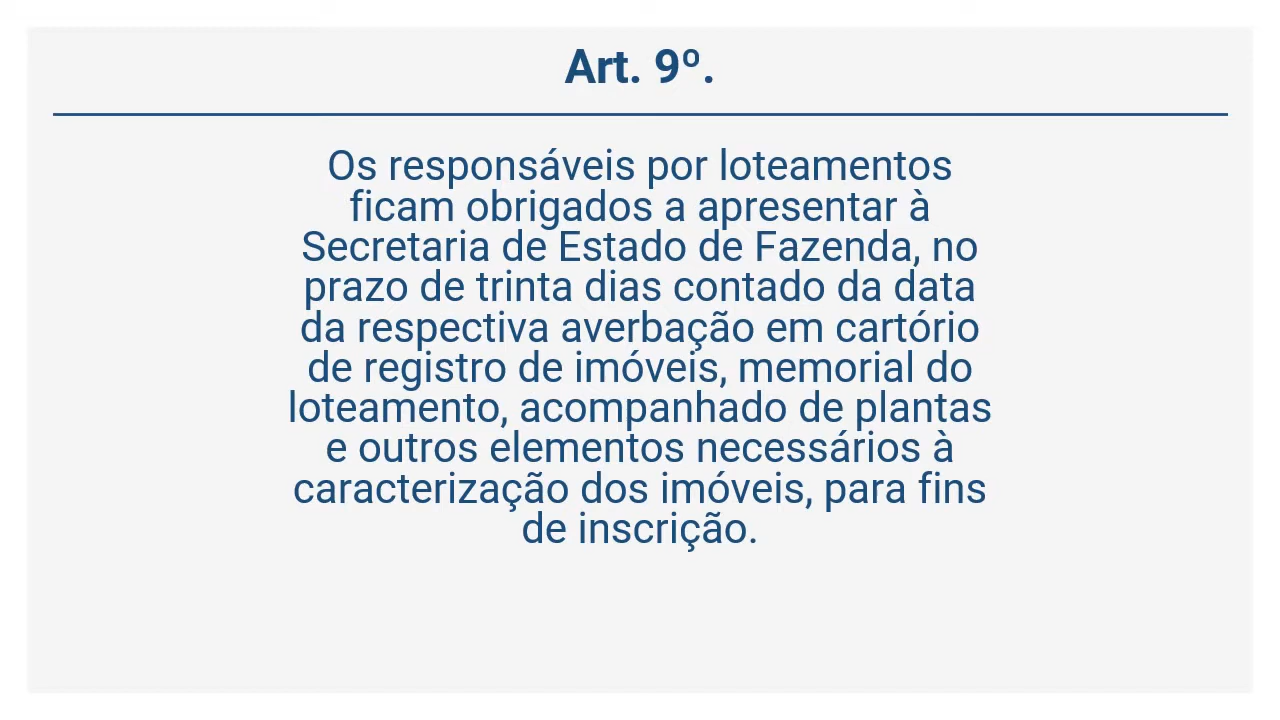 Art. 9º.
Os responsáveis por loteamentos
ficam obrigados a apresentar à
Secretaria de Estado de Fazenda, no
prazo de trinta dias contado da data
da respectiva averbação em cartório
de registro de imóveis, memorial do
loteamento, acompanhado de plantas
e outros elementos necessários à
caracterização dos imóveis, para fins
de inscrição.